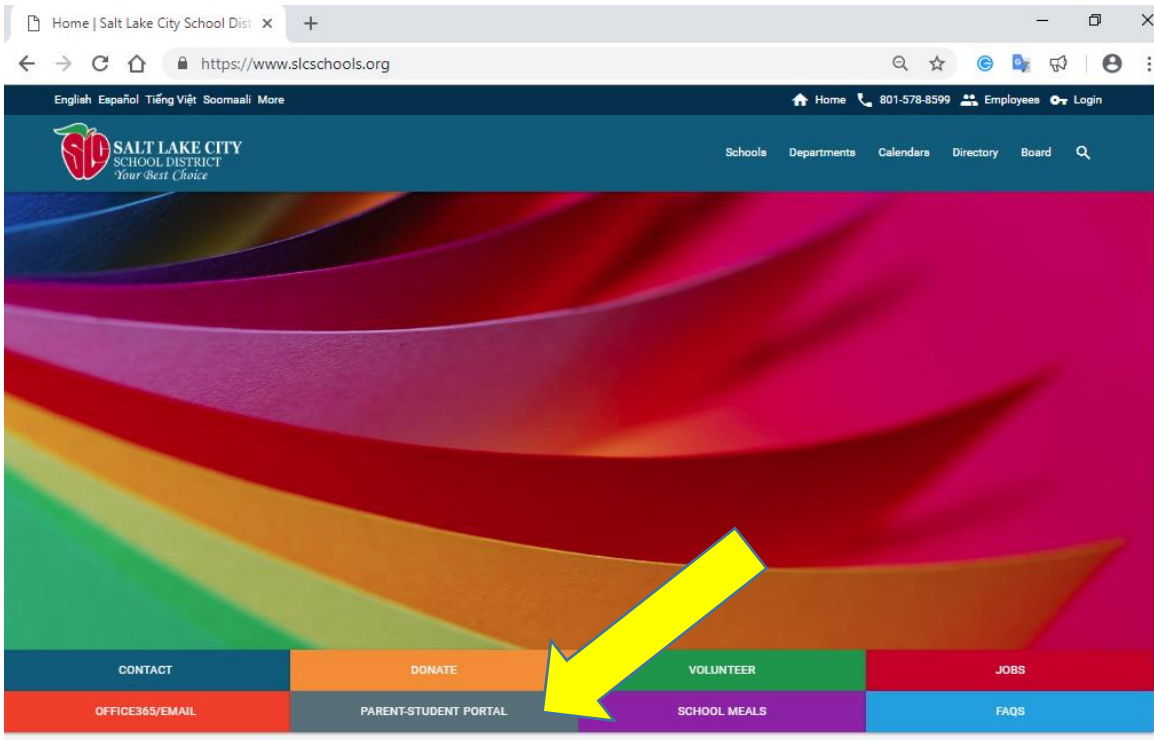 Home | Salt Lake City School Dist
https://www.slcschools.org
English Español Tiếng Việt Soomaali More
Home 801-578-8599 Employees Login
SLC
SALT LAKE CITY
SCHOOL DISTRICT
Your Best Choice
Schools Departments Calendars Directory Board
CONTACT DONATE VOLUNTEER JOBS
OFFICE365/EMAIL PARENT-STUDENT PORTAL SCHOOL MEALS FAQS